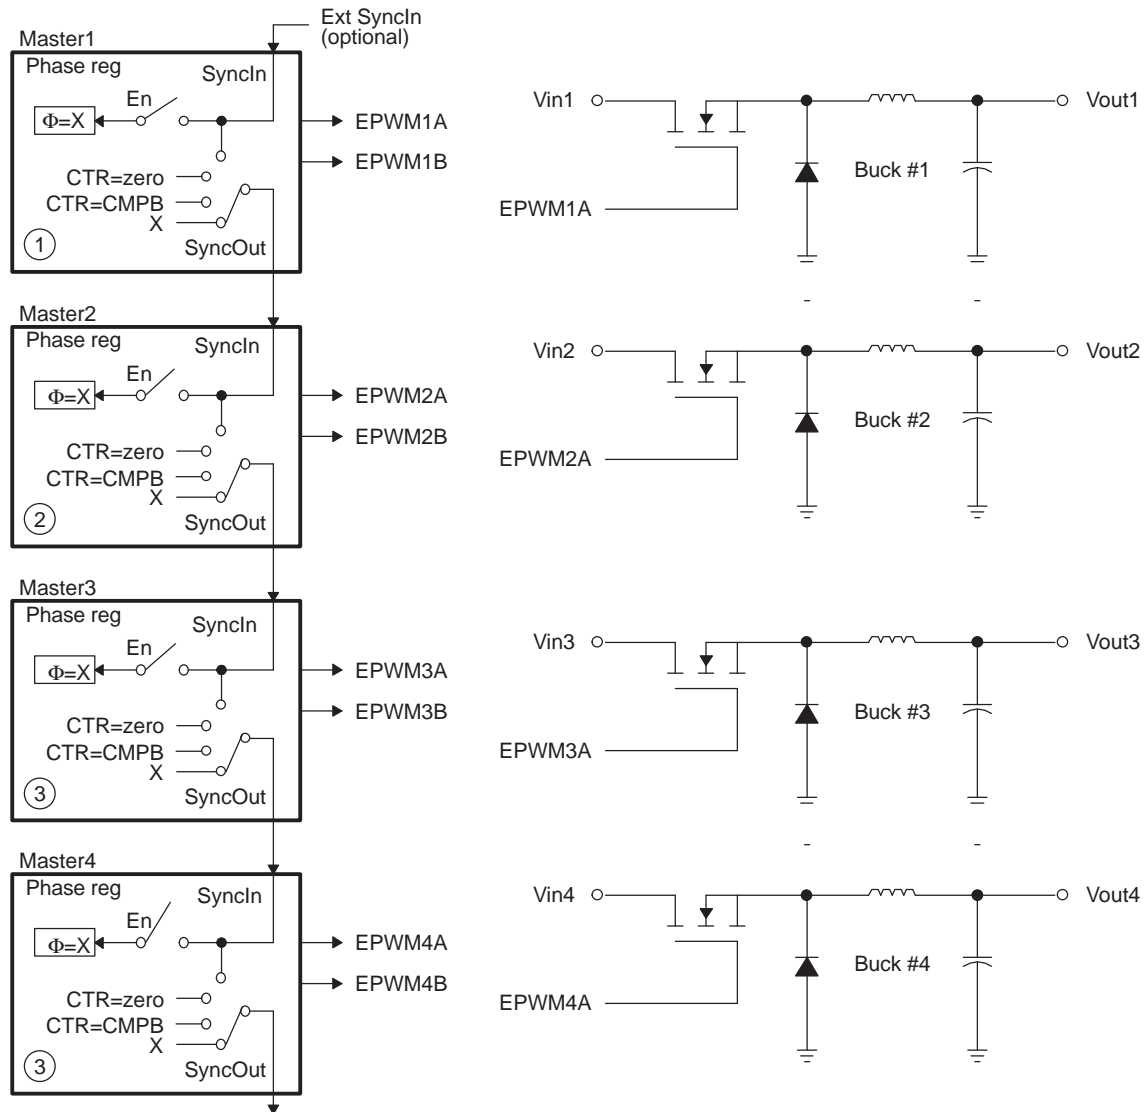 Ext SyncIn
(optional)
Master1
Phase reg
SyncIn
En
Φ=X
EPWM1A
EPWM1B
CTR=zero
CTR=CMPB
X
SyncOut
1
Vin1
Vout1
Buck #1
EPWM1A
Master2
Phase reg
SyncIn
En
Φ=X
EPWM2A
EPWM2B
CTR=zero
CTR=CMPB
X
SyncOut
2
Vin2
Vout2
Buck #2
EPWM2A
Master3
Phase reg
SyncIn
En
Φ=X
EPWM3A
EPWM3B
CTR=zero
CTR=CMPB
X
SyncOut
3
Vin3
Vout3
Buck #3
EPWM3A
Master4
Phase reg
SyncIn
En
Φ=X
EPWM4A
EPWM4B
CTR=zero
CTR=CMPB
X
SyncOut
3
Vin4
Vout4
Buck #4
EPWM4A